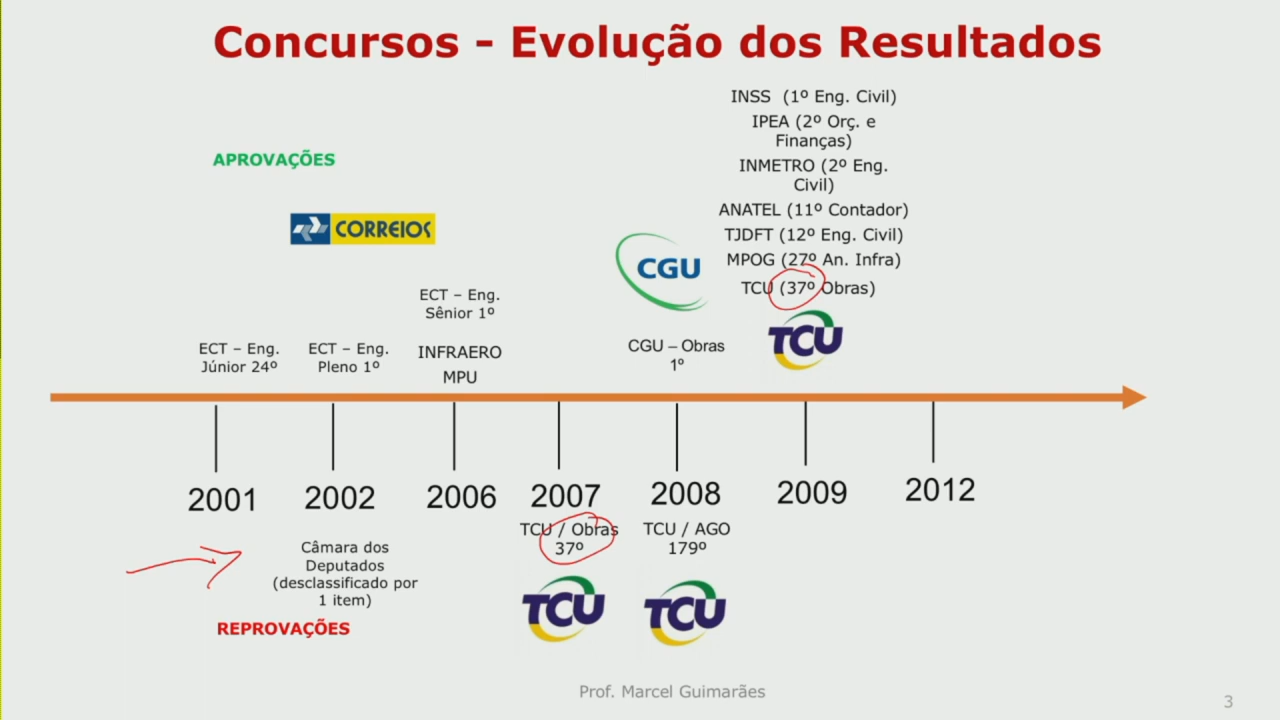 Concursos - Evolução dos Resultados
INSS (1º Eng. Civil)
IPEA (2º Orç. e
Finanças)
INMETRO (2º Eng.
Civil)
ANATEL (11º Contador)
TJDFT (12º Eng. Civil)
MPOG (27º An. Infra)
TCU (37º Obras)
TCU
APROVAÇÕES
CORREIOS
CGU
ECT – Eng.
Júnior 24º
ECT – Eng.
Pleno 1º
ECT – Eng.
Sênior 1º
INFRAERO
MPU
CGU – Obras
1º
2001
2002
2006
2007
2008
2009
2012
Câmara dos
Deputados
(desclassificado por
1 item)
TCU / Obras
37º
TCU
TCU / AGO
179º
TCU
REPROVAÇÕES
Prof. Marcel Guimarães
3